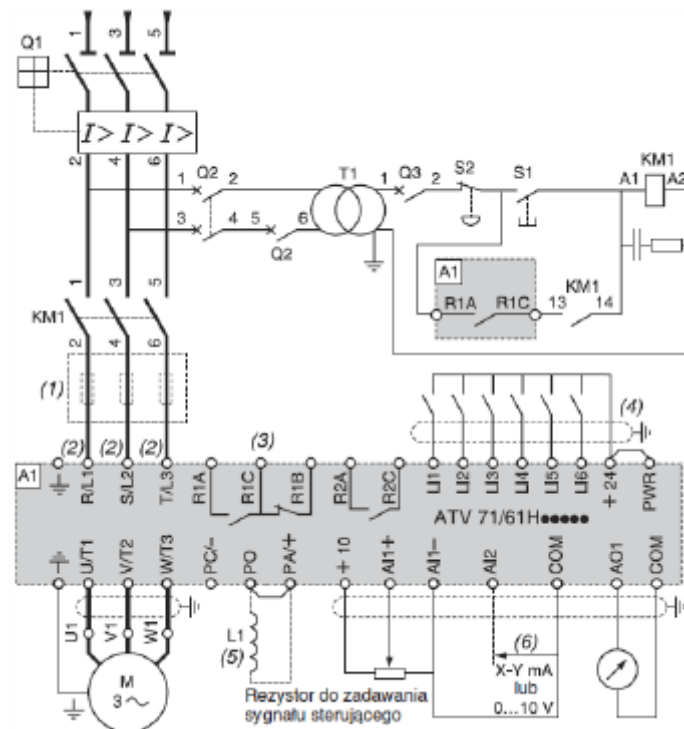 1 3 5
Q1
I> I> I>
2 4 6
1 Q2 2 T1 1 Q3 2 S2 S1 KM1 A1 A2
3 4 5 Q2 6
A1
R1A R1C 13 KM1 14
1 3 5
KM1
2 4 6
(1)
(2) (2) (2) (3) (4)
A1 R/L1 S/L2 T/L3 R1A R1C R1B R2A R2C LI1 LI2 LI3 LI4 LI5 LI6 +24 PWR
ATV 71/61H●●●●●
U/T1 V/T2 W/T3 PC/- PO PA/+ +10 AI1+ AI1− AI2 COM AO1 COM
U1 V1 W1 L1
(5) (6)
M
3~
X-Y mA
lub
0...10 V
Rezystor do zadawania
sygnału sterującego